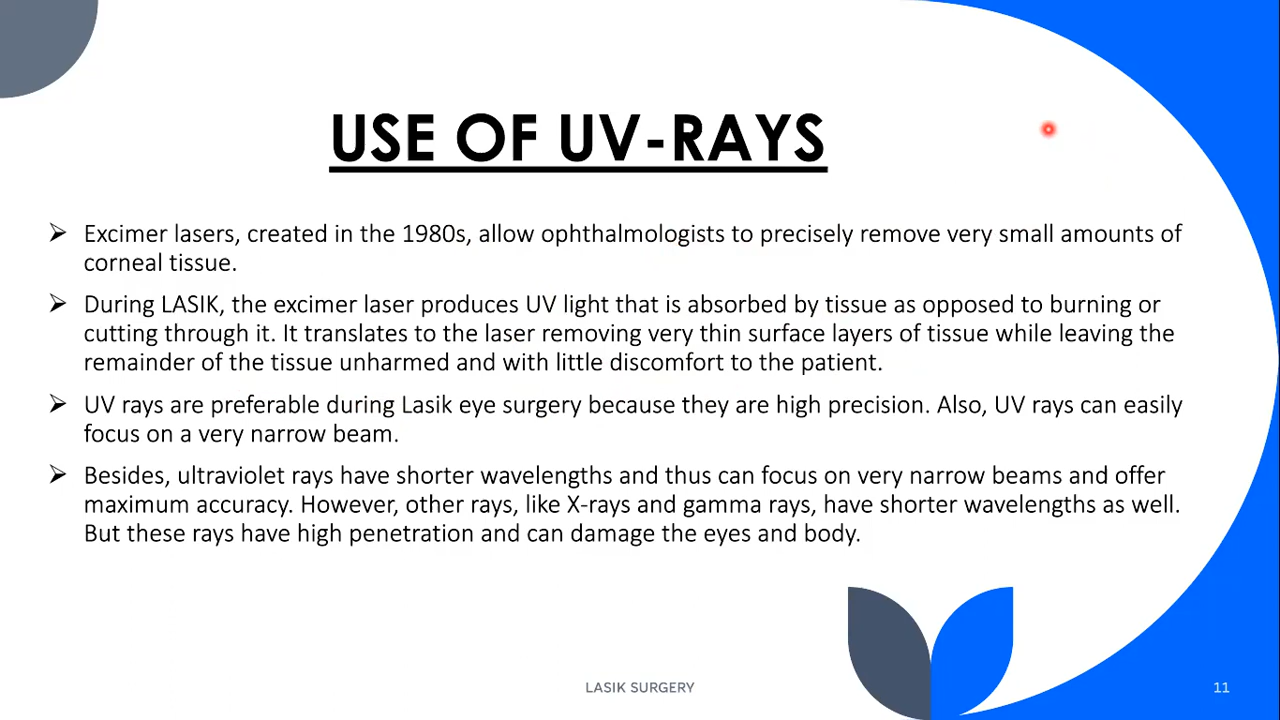 USE OF UV-RAYS
Excimer lasers, created in the 1980s, allow ophthalmologists to precisely remove very small amounts of
corneal tissue.
During LASIK, the excimer laser produces UV light that is absorbed by tissue as opposed to burning or
cutting through it. It translates to the laser removing very thin surface layers of tissue while leaving the
remainder of the tissue unharmed and with little discomfort to the patient.
UV rays are preferable during Lasik eye surgery because they are high precision. Also, UV rays can easily
focus on a very narrow beam.
Besides, ultraviolet rays have shorter wavelengths and thus can focus on very narrow beams and offer
maximum accuracy. However, other rays, like X-rays and gamma rays, have shorter wavelengths as well.
But these rays have high penetration and can damage the eyes and body.
LASIK SURGERY
11